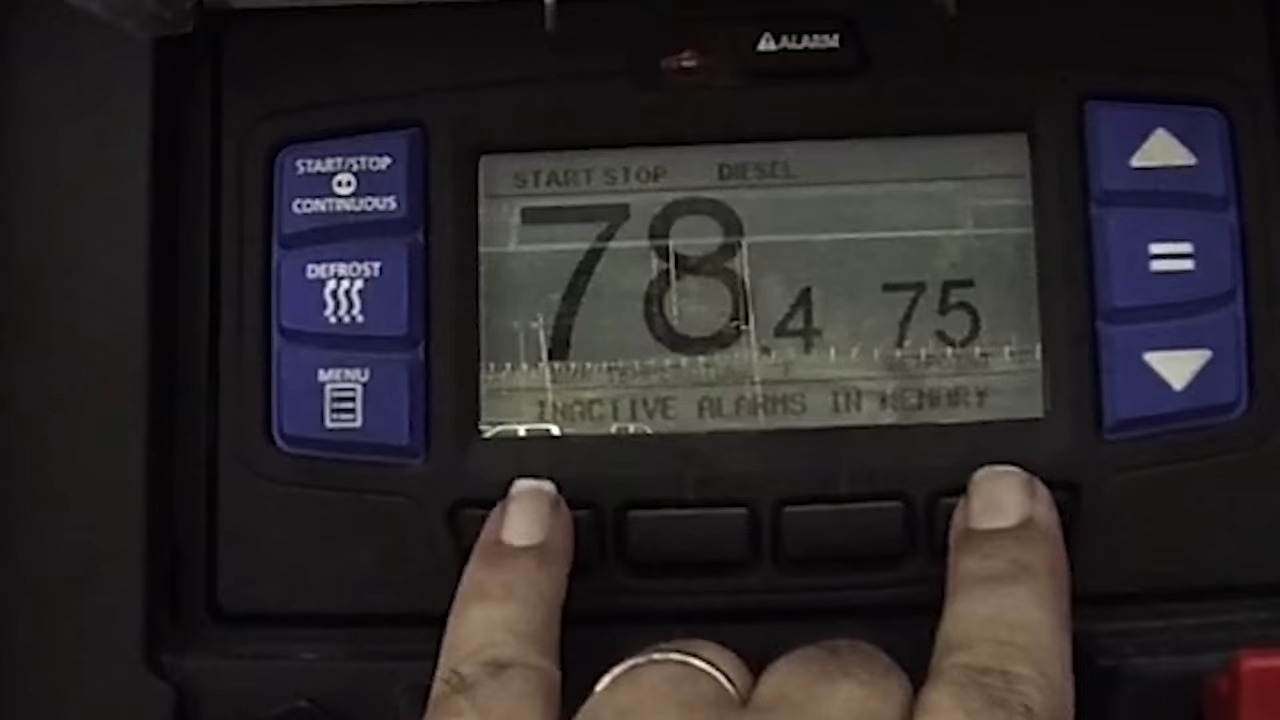 ⚠ALARM
START/STOP
CONTINUOUS
DEFROST
MENU
START STOP DIESEL
78.4 75
INACTIVE ALARMS IN MEMORY